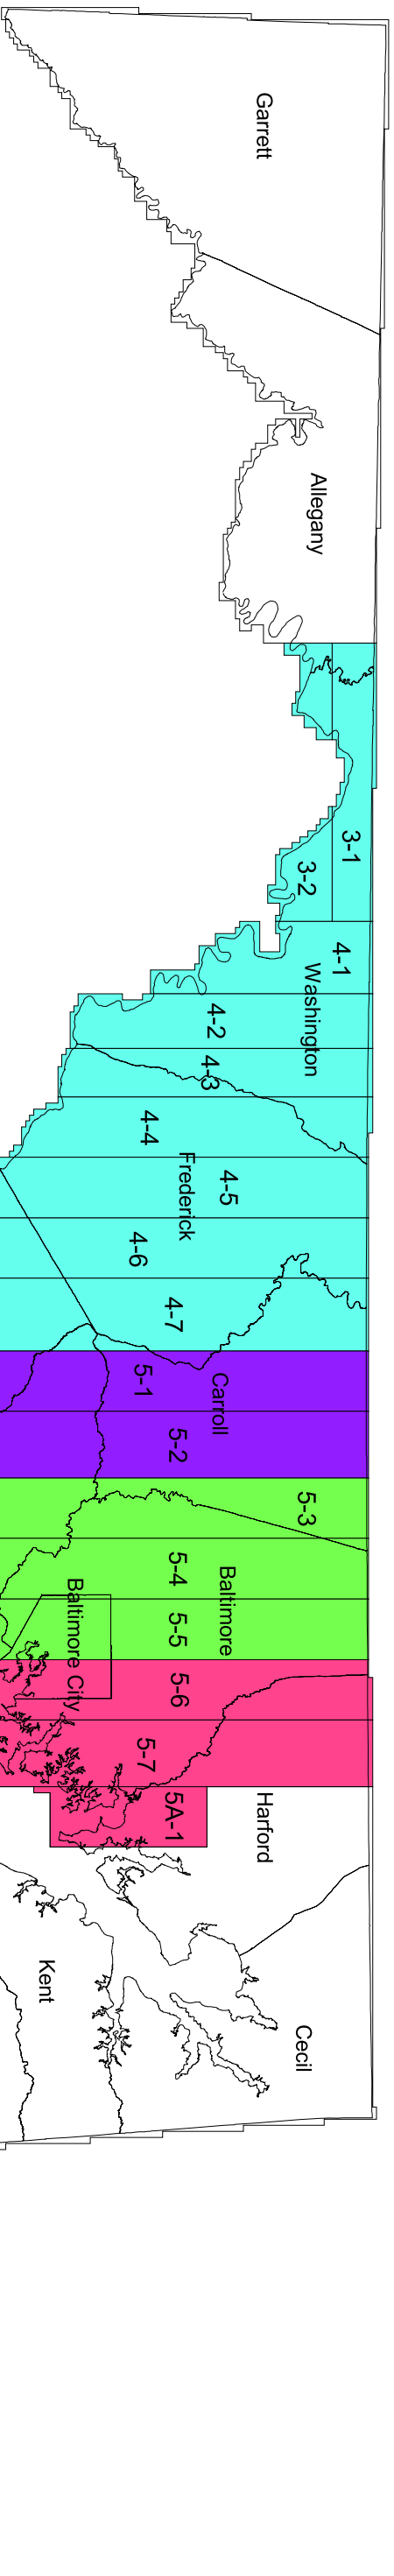 Garrett
Allegany
3-1
3-2
4-1
Washington
4-2
4-3
4-4
4-5
Frederick
4-6
4-7
5-1
Carroll
5-2
5-3
5-4
Baltimore
5-5
Baltimore City
5-6
5-7
5A-1
Harford
Kent
Cecil